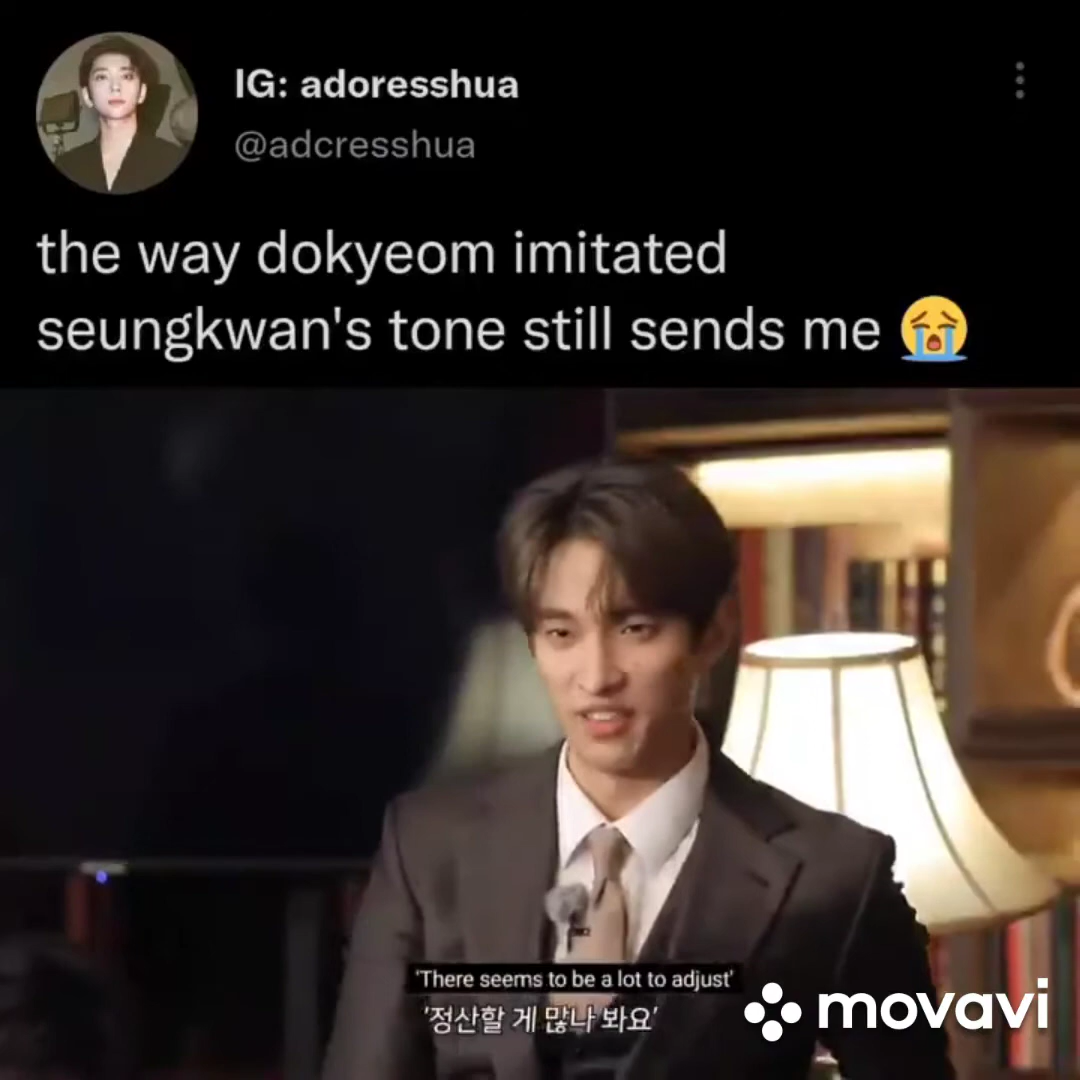 IG: adoresshua
@adcresshua
the way dokyeom imitated
seungkwan's tone still sends me 😭
'There seems to be a lot to adjust'
'정산할 게 많나 봐요'
movavi